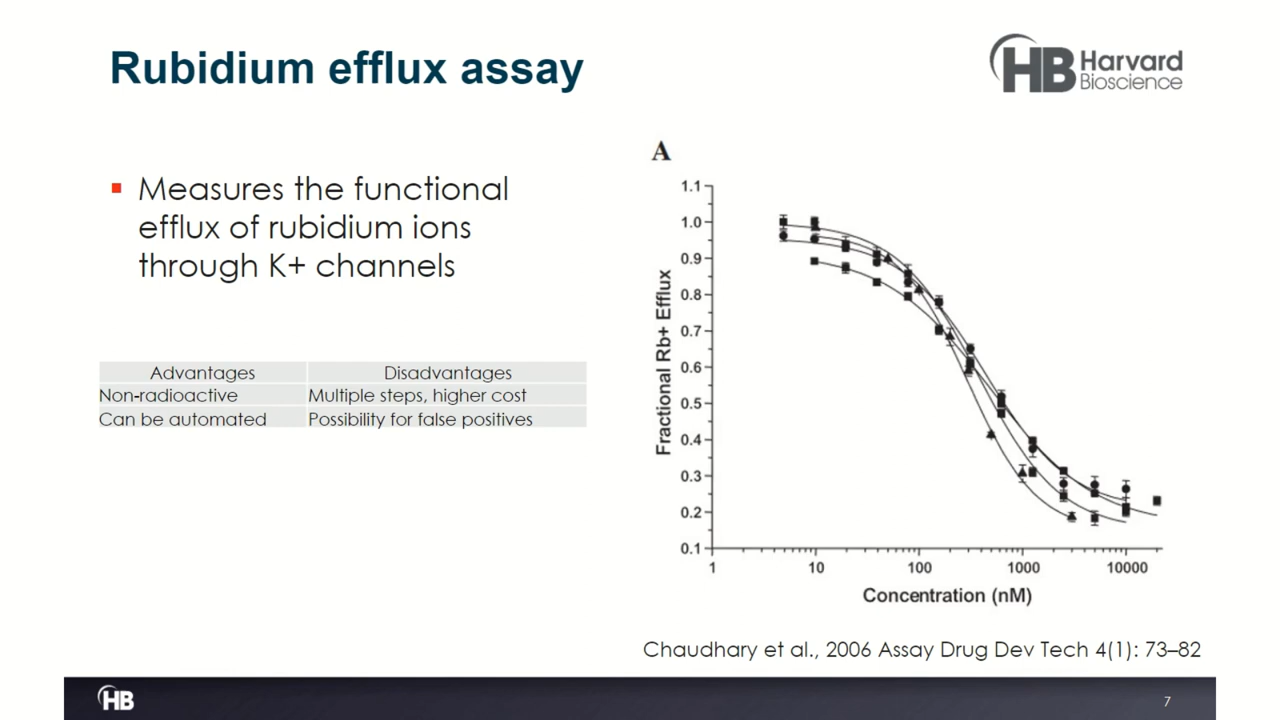 Rubidium efflux assay
HB Harvard
Bioscience
▪ Measures the functional
efflux of rubidium ions
through K+ channels
Advantages Disadvantages
Non-radioactive Multiple steps, higher cost
Can be automated Possibility for false positives
A
Fractional Rb+ Efflux
1.1
1.0
0.9
0.8
0.7
0.6
0.5
0.4
0.3
0.2
0.1
1 10 100 1000 10000
Concentration (nM)
Chaudhary et al., 2006 Assay Drug Dev Tech 4(1): 73–82
HB
7